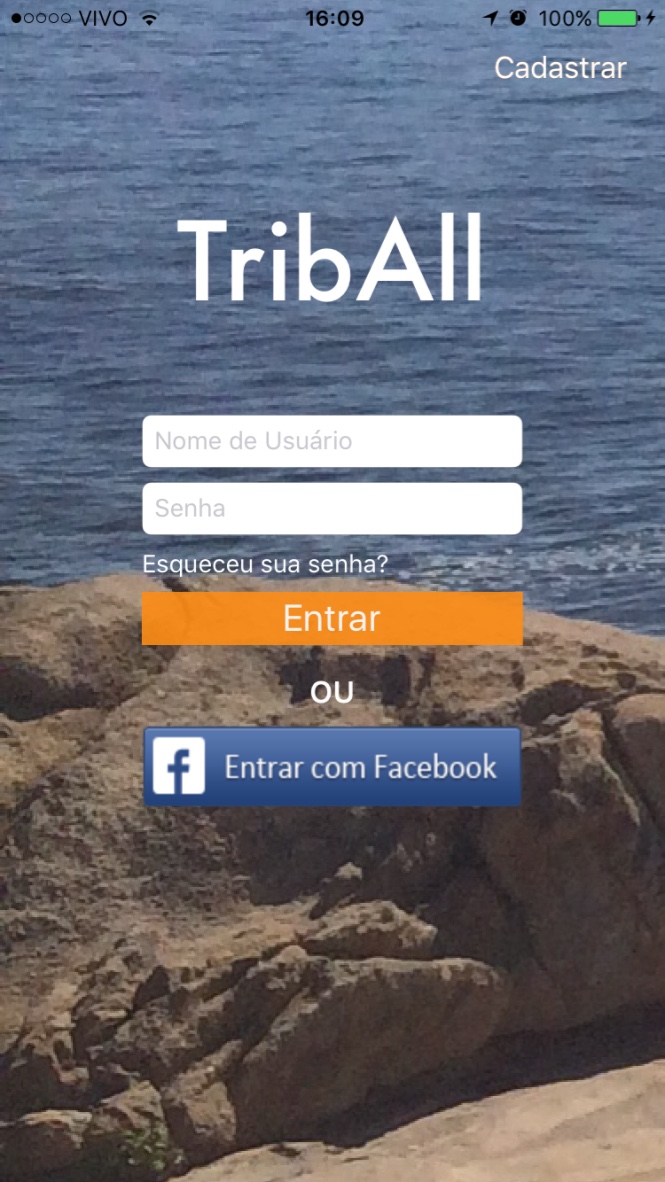 VIVO 16:09 100%
Cadastrar
TribAll
Nome de Usuário
Senha
Esqueceu sua senha?
Entrar
OU
f Entrar com Facebook